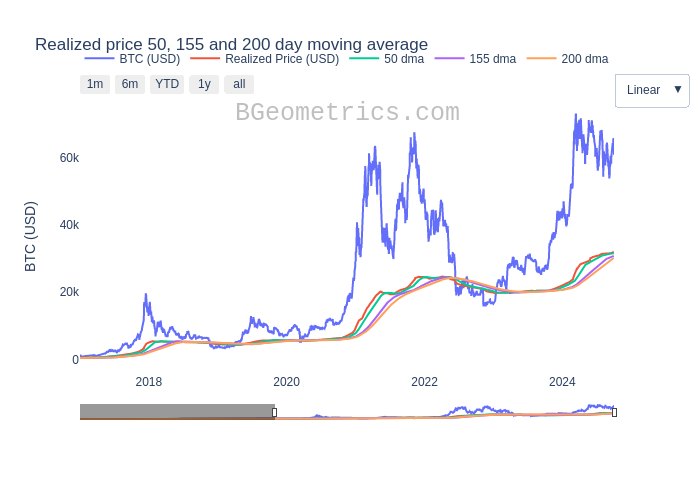 Realized price 50, 155 and 200 day moving average
BTC (USD) Realized Price (USD) 50 dma 155 dma 200 dma
1m 6m YTD 1y all
Linear ▼
BGeometrics.com
60k
40k
20k
0
BTC (USD)
2018 2020 2022 2024